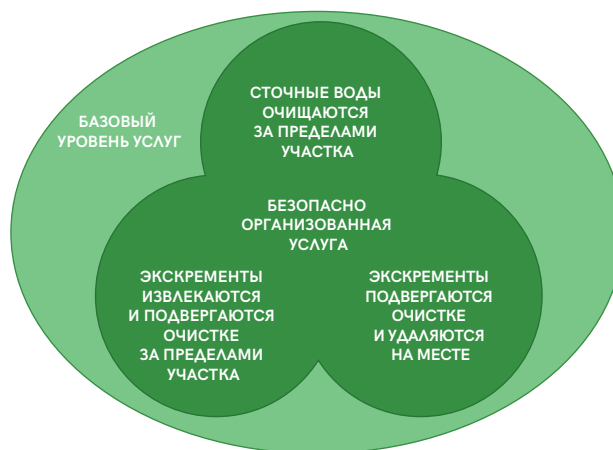 СТОЧНЫЕ ВОДЫ
ОЧИЩАЮТСЯ
ЗА ПРЕДЕЛАМИ
УЧАСТКА
БАЗОВЫЙ
УРОВЕНЬ УСЛУГ
БЕЗОПАСНО
ОРГАНИЗОВАННАЯ
УСЛУГА
ЭКСКРЕМЕНТЫ
ИЗВЛЕКАЮТСЯ
И ПОДВЕРГАЮТСЯ
ОЧИСТКЕ
ЗА ПРЕДЕЛАМИ
УЧАСТКА
ЭКСКРЕМЕНТЫ
ПОДВЕРГАЮТСЯ
ОЧИСТКЕ
И УДАЛЯЮТСЯ
НА МЕСТЕ